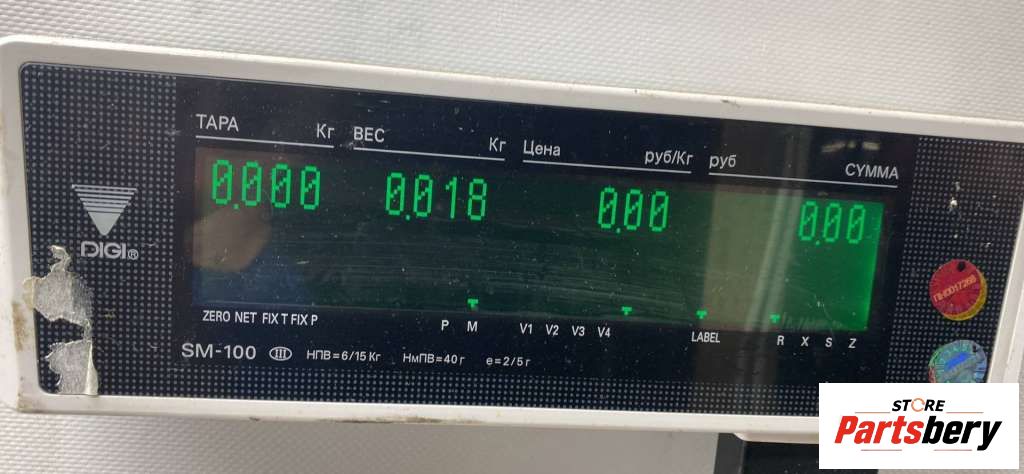 ТАРА Кг ВЕС Кг Цена руб/Кг руб СУММА
0.000 0.018 0.00 0.00
DIGI®
ZERO NET FIX T FIX P P M V1 V2 V3 V4 LABEL R X S Z
SM-100 III НПВ=6/15 Кг НмПВ=40 г e=2/5 г
STORE
Partsbery